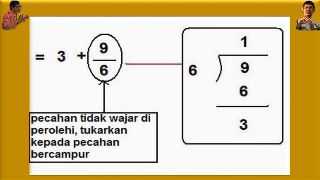 = 3 + 9/6
1
6 ) 9
6
3
pecahan tidak wajar di
perolehi, tukarkan
kepada pecahan
bercampur